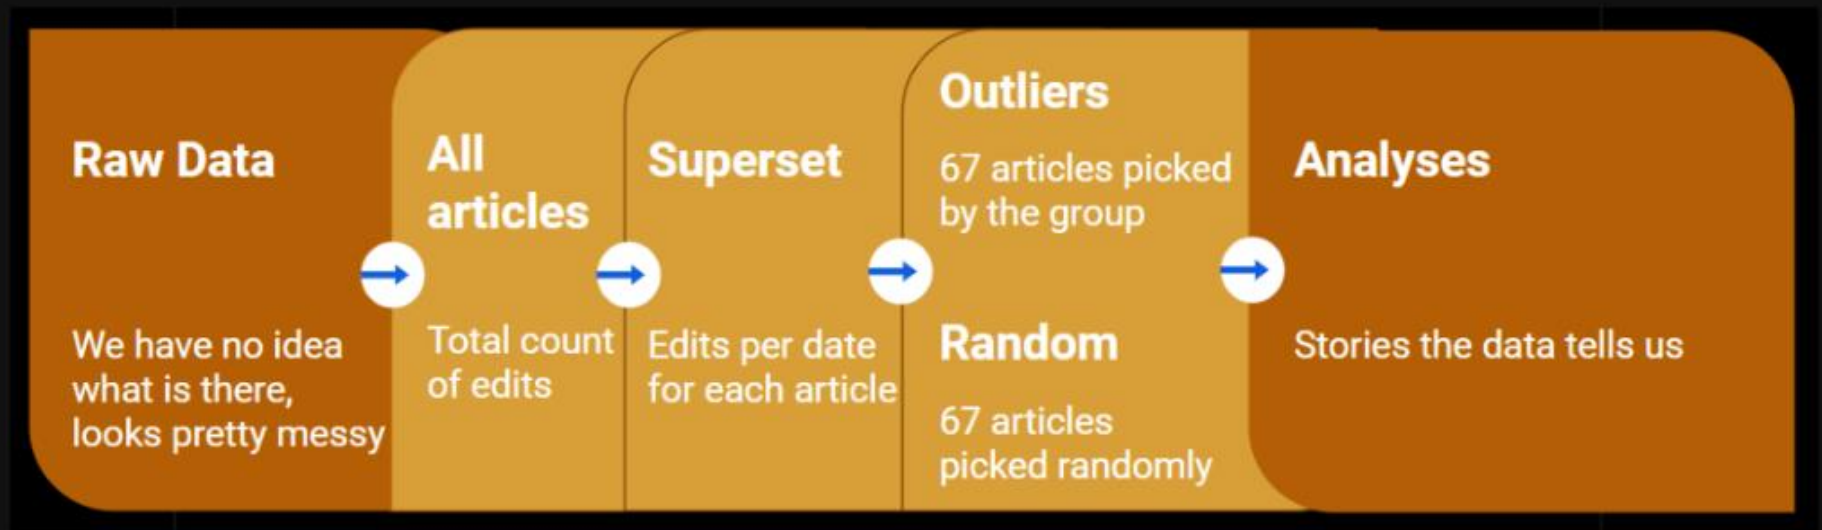 Raw Data
We have no idea
what is there,
looks pretty messy
All
articles
Total count
of edits
Superset
Edits per date
for each article
Outliers
67 articles picked
by the group
Random
67 articles
picked randomly
Analyses
Stories the data tells us